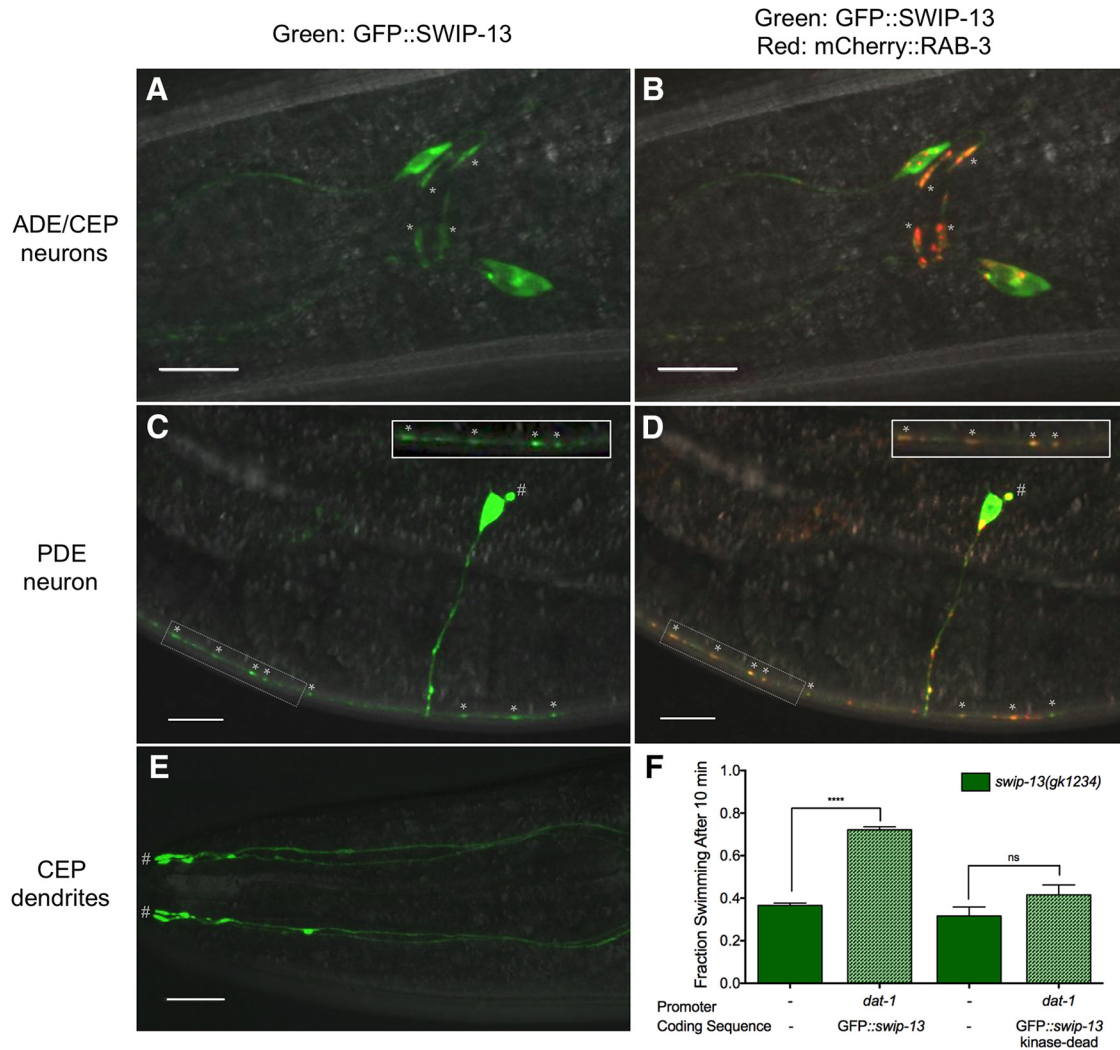 Green: GFP::SWIP-13
Green: GFP::SWIP-13
Red: mCherry::RAB-3
ADE/CEP
neurons
A
*
*
*
*
B
*
*
*
*
PDE
neuron
C
* * * *
#
* * * * *
* * *
D
* * * *
#
* * * * *
* * *
CEP
dendrites
E
#
#
F
Fraction Swimming After 10 min
1.0
0.8
0.6
0.4
0.2
0.0
swip-13(gk1234)
****
ns
Promoter - dat-1 - dat-1
Coding Sequence - GFP::swip-13 - GFP::swip-13
kinase-dead